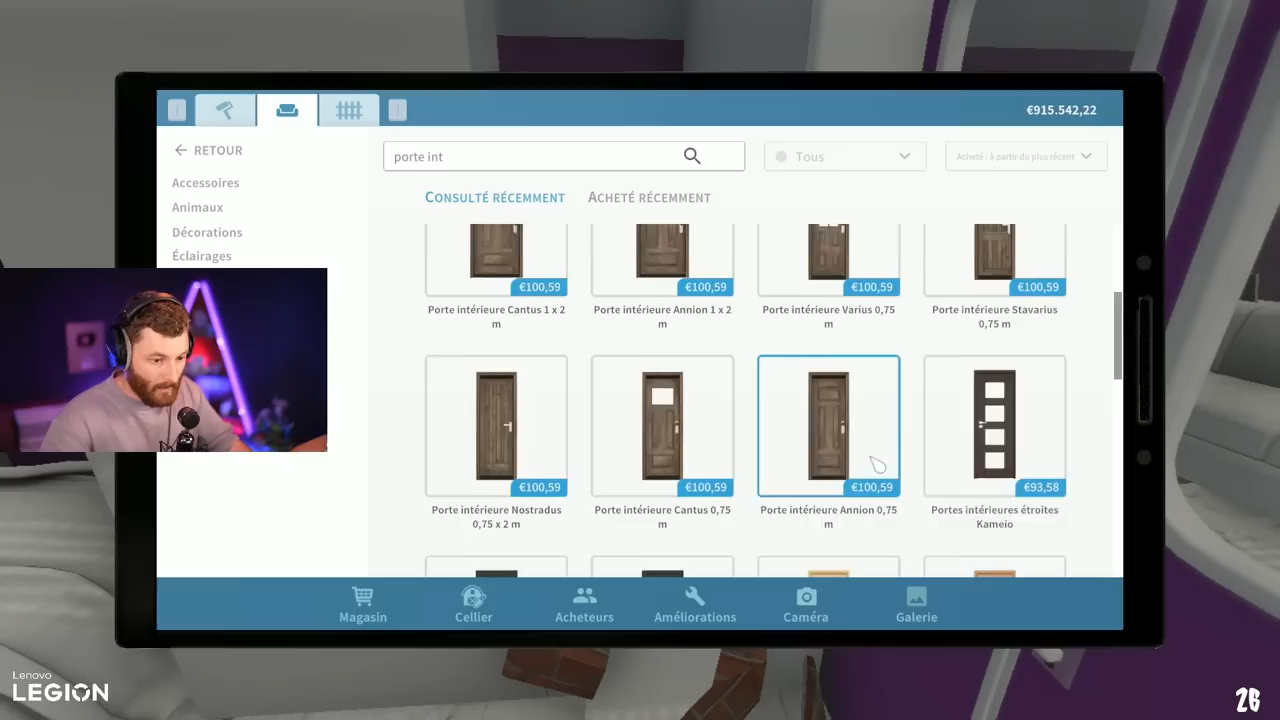 €915.542,22
RETOUR
Accessoires
Animaux
Décorations
Éclairages
porte int
Tous
Acheté : à partir du plus récent
CONSULTÉ RÉCEMMENT
ACHETÉ RÉCEMMENT
€100,59
€100,59
€100,59
€100,59
Porte intérieure Cantus 1 x 2
m
Porte intérieure Annion 1 x 2
m
Porte intérieure Varius 0,75
m
Porte intérieure Stavarius
0,75 m
€100,59
€100,59
€100,59
€93,58
Porte intérieure Nostradus
0,75 x 2 m
Porte intérieure Cantus 0,75
m
Porte intérieure Annion 0,75
m
Portes intérieures étroites
Kameio
Magasin
Cellier
Acheteurs
Améliorations
Caméra
Galerie
Lenovo
LEGION
26